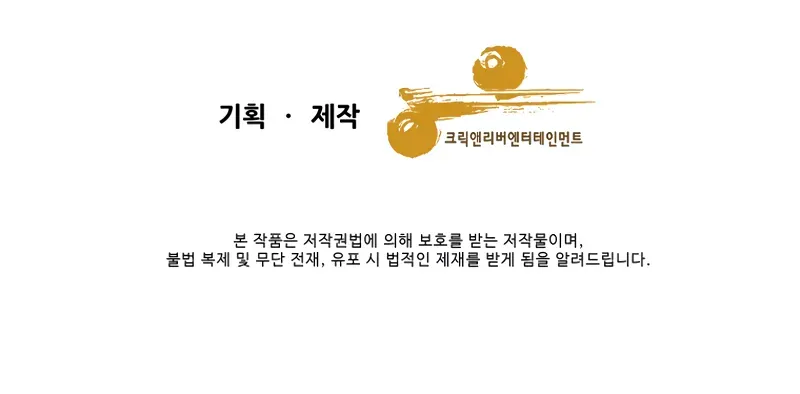 기획 · 제작
크릭앤리버엔터테인먼트
본 작품은 저작권법에 의해 보호를 받는 저작물이며,
불법 복제 및 무단 전재, 유포 시 법적인 제재를 받게 됨을 알려드립니다.